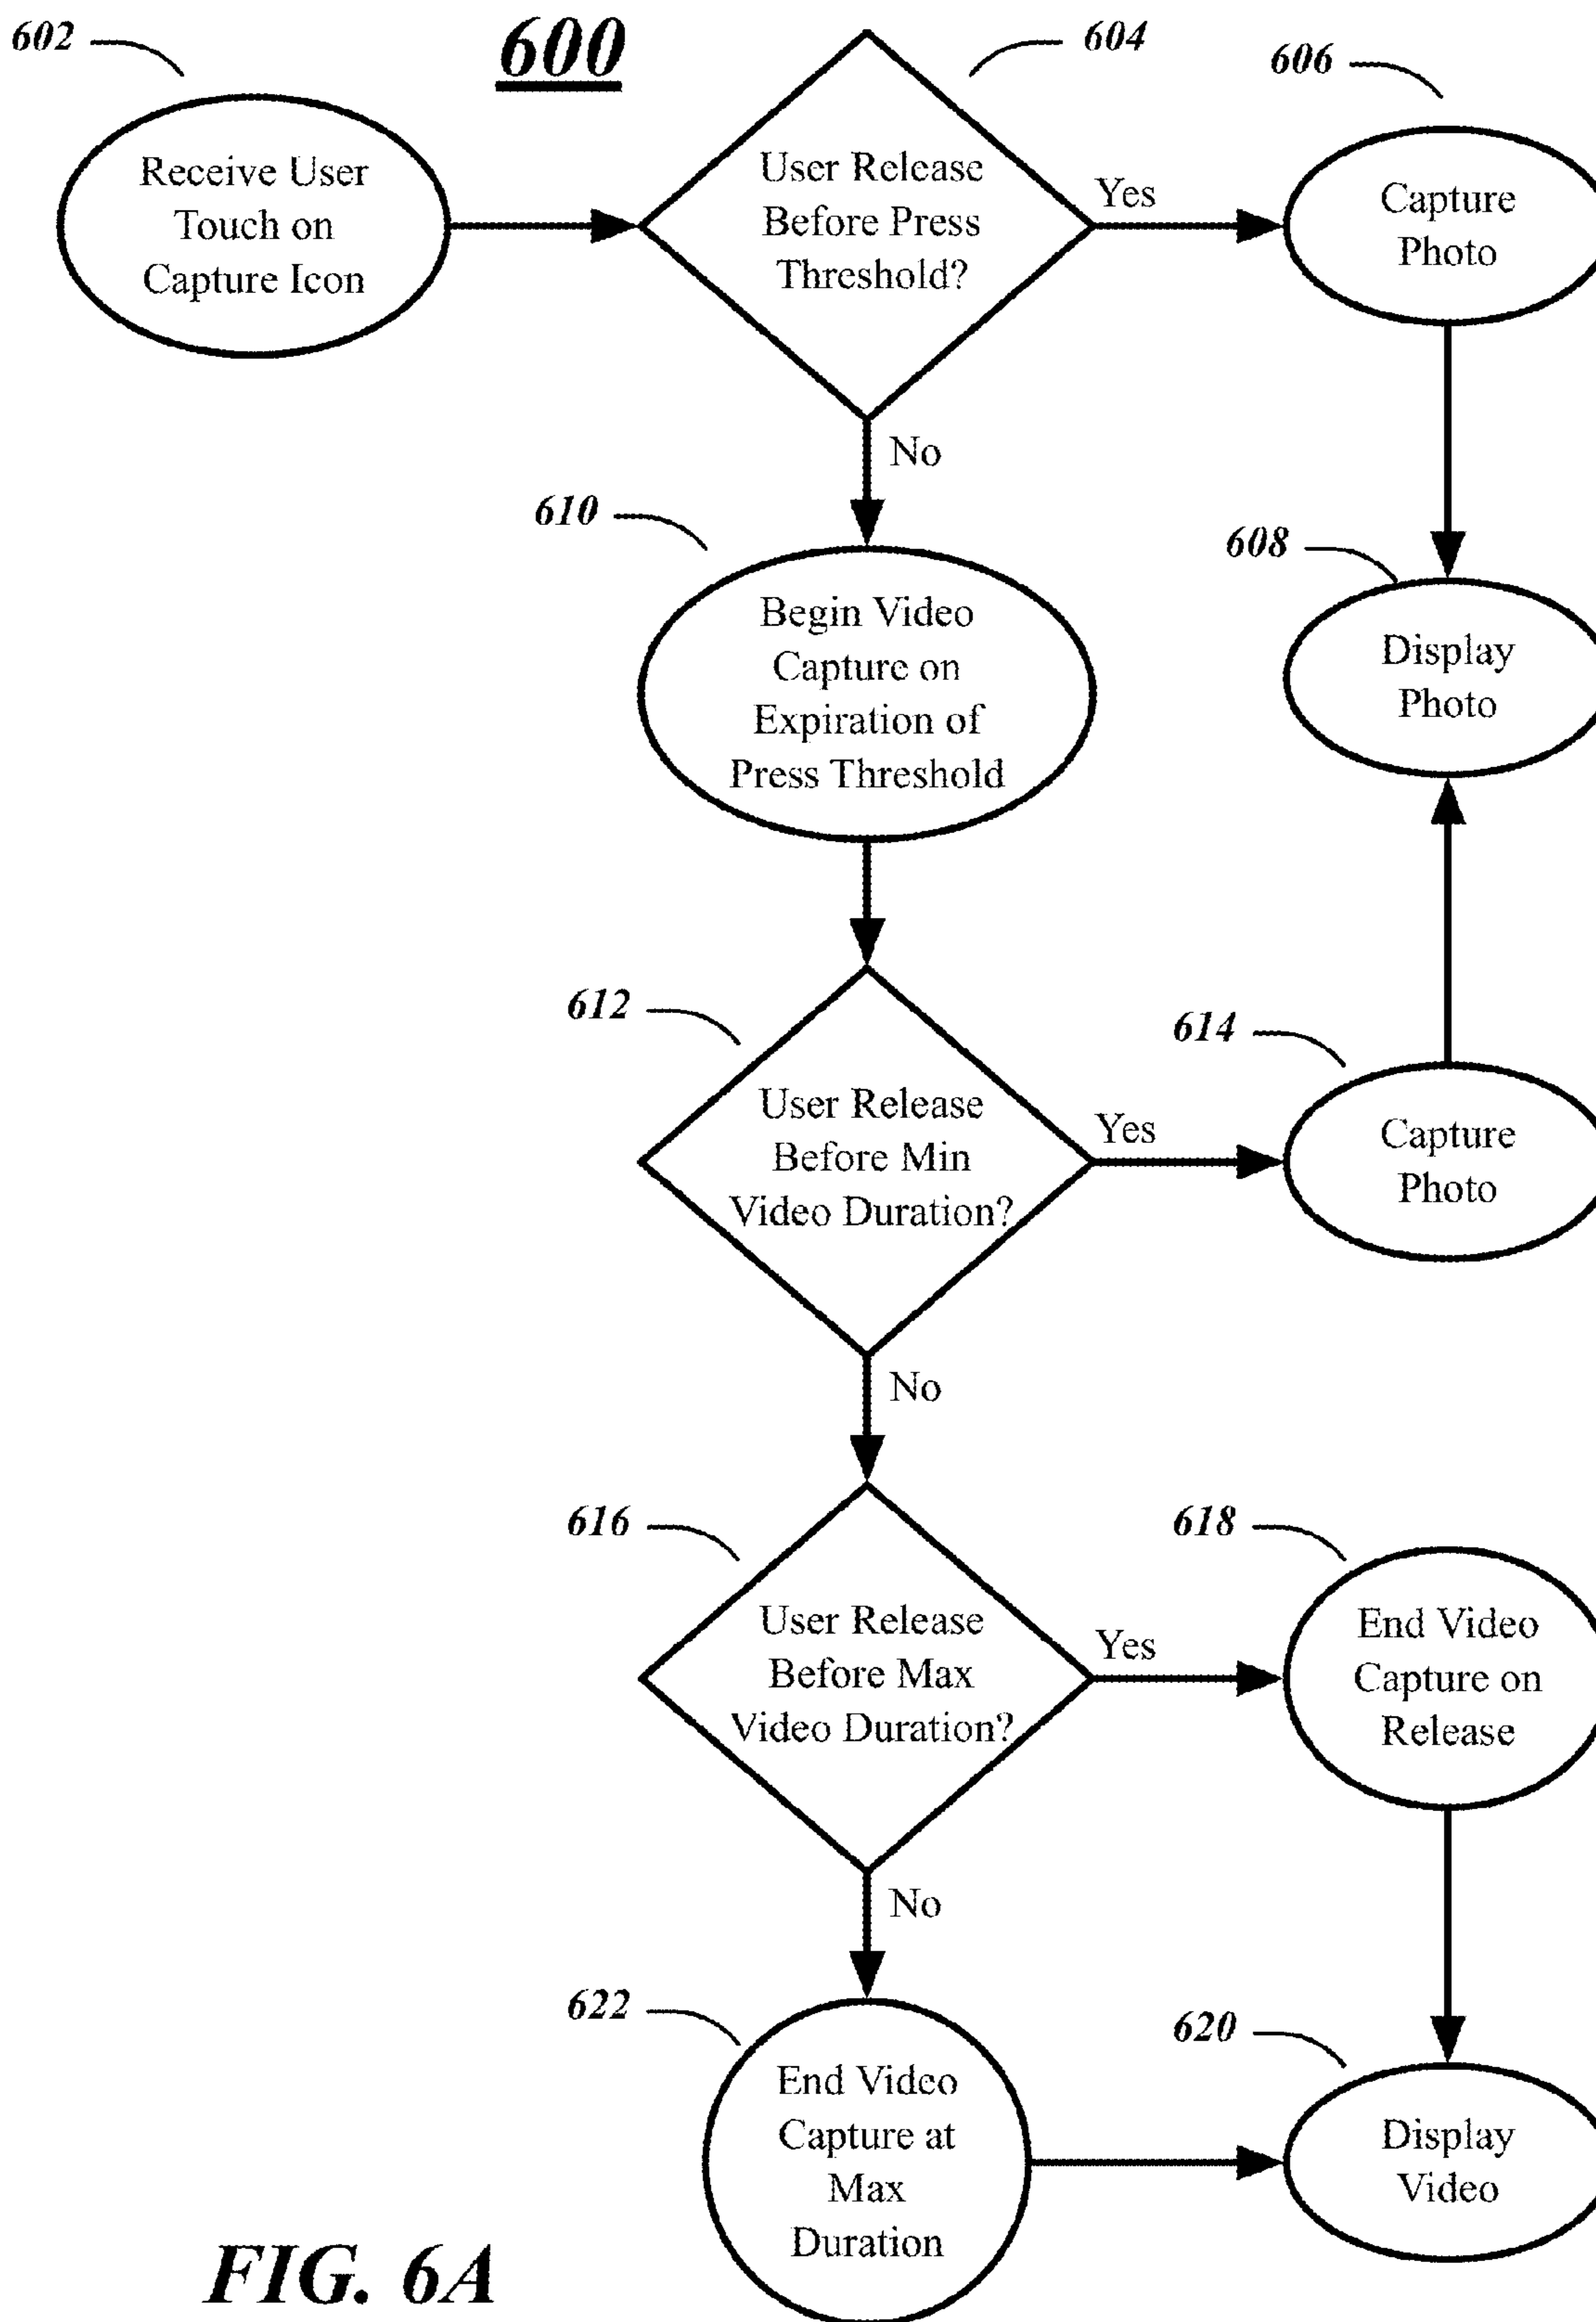 602
600
604
606
Receive User
Touch on
Capture Icon
User Release
Before Press
Threshold?
Yes
Capture
Photo
No
610
608
Begin Video
Capture on
Expiration of
Press Threshold
Display
Photo
612
614
User Release
Before Min
Video Duration?
Yes
Capture
Photo
No
616
618
User Release
Before Max
Video Duration?
Yes
End Video
Capture on
Release
No
622
620
End Video
Capture at
Max
Duration
Display
Video
FIG. 6A